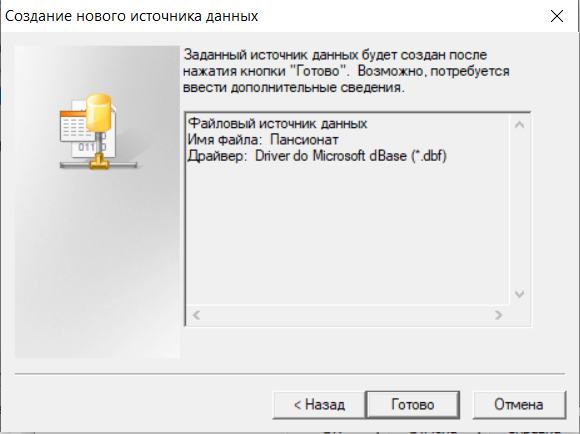 Создание нового источника данных
Заданный источник данных будет создан после
нажатия кнопки "Готово". Возможно, потребуется
ввести дополнительные сведения.
Файловый источник данных
Имя файла: Пансионат
Драйвер: Driver do Microsoft dBase (*.dbf)
< Назад
Готово
Отмена